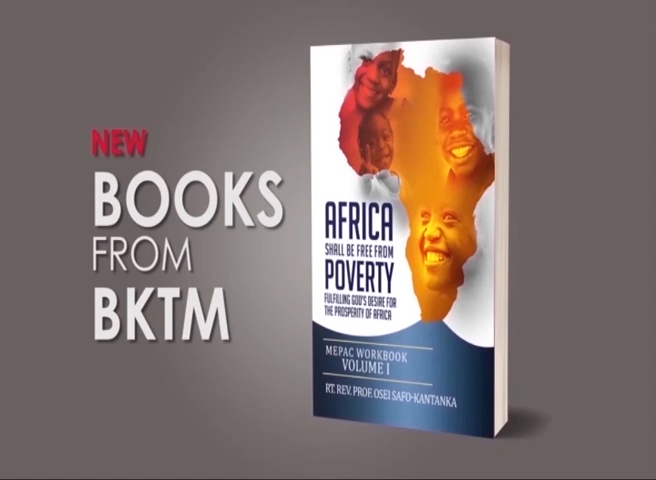 NEW
BOOKS
FROM
BKTM
AFRICA
SHALL BE FREE FROM
POVERTY
FULFILLING GOD'S DESIRE FOR
THE PROSPERITY OF AFRICA
MEPAC WORKBOOK
VOLUME I
RT. REV. PROF. OSEI SAFO-KANTANKA